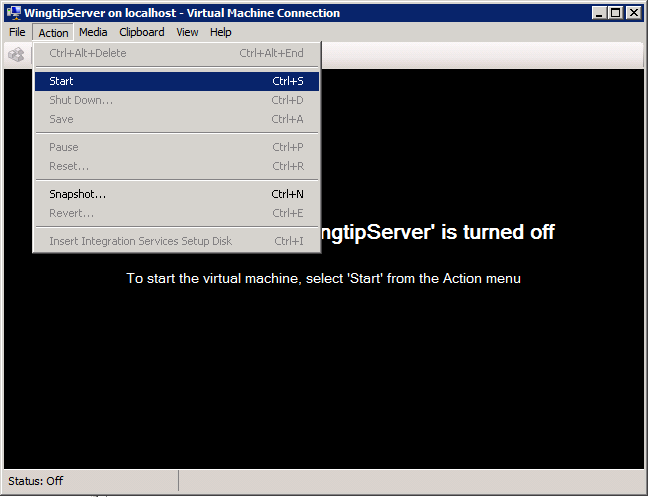 WingtipServer on localhost - Virtual Machine Connection
File Action Media Clipboard View Help
Ctrl+Alt+Delete Ctrl+Alt+End
Start Ctrl+S
Shut Down... Ctrl+D
Save Ctrl+A
Pause Ctrl+P
Reset... Ctrl+R
Snapshot... Ctrl+N
Revert... Ctrl+E
Insert Integration Services Setup Disk Ctrl+I
is turned off
To start the virtual machine, select 'Start' from the Action menu
Status: Off